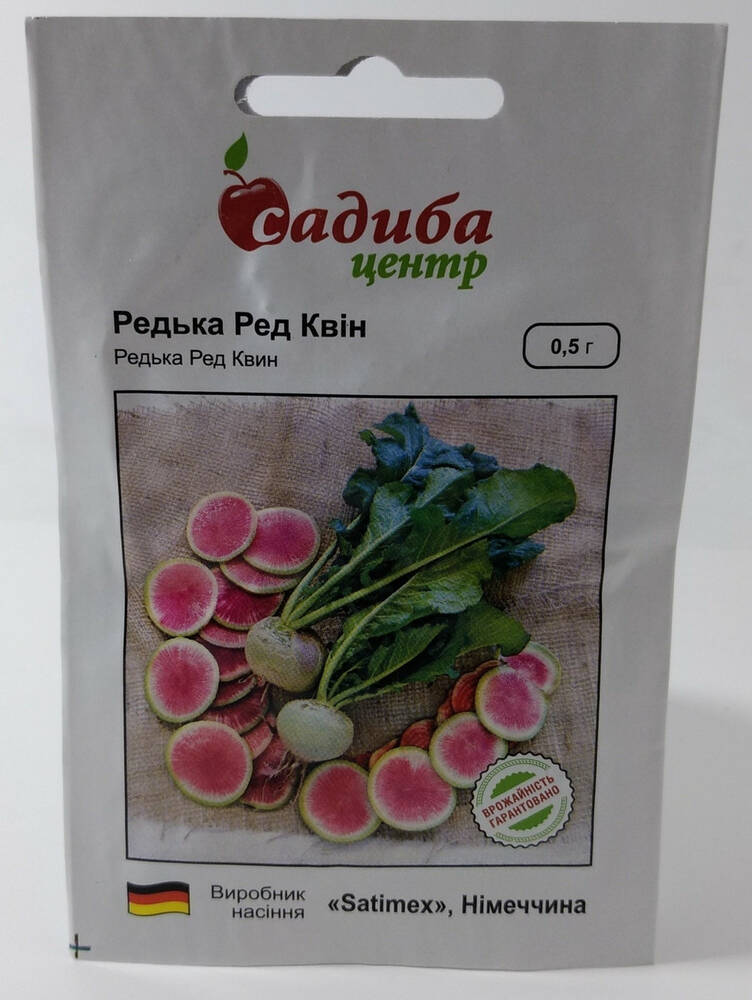 Садиба
центр
Редька Ред Квін
Редька Ред Квин
0,5 г
ВРОЖАЙНІСТЬ
ГАРАНТОВАНО
Виробник
насіння
«Satimex», Німеччина